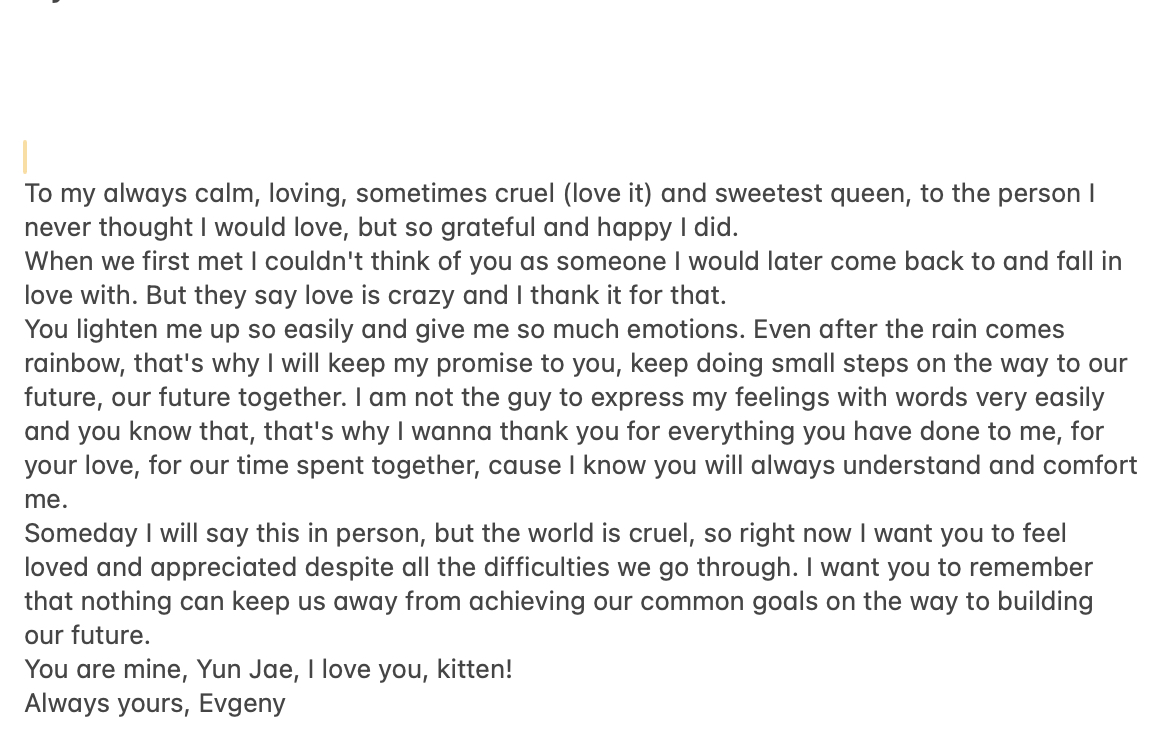 To my always calm, loving, sometimes cruel (love it) and sweetest queen, to the person I
never thought I would love, but so grateful and happy I did.
When we first met I couldn't think of you as someone I would later come back to and fall in
love with. But they say love is crazy and I thank it for that.
You lighten me up so easily and give me so much emotions. Even after the rain comes
rainbow, that's why I will keep my promise to you, keep doing small steps on the way to our
future, our future together. I am not the guy to express my feelings with words very easily
and you know that, that's why I wanna thank you for everything you have done to me, for
your love, for our time spent together, cause I know you will always understand and comfort
me.
Someday I will say this in person, but the world is cruel, so right now I want you to feel
loved and appreciated despite all the difficulties we go through. I want you to remember
that nothing can keep us away from achieving our common goals on the way to building
our future.
You are mine, Yun Jae, I love you, kitten!
Always yours, Evgeny